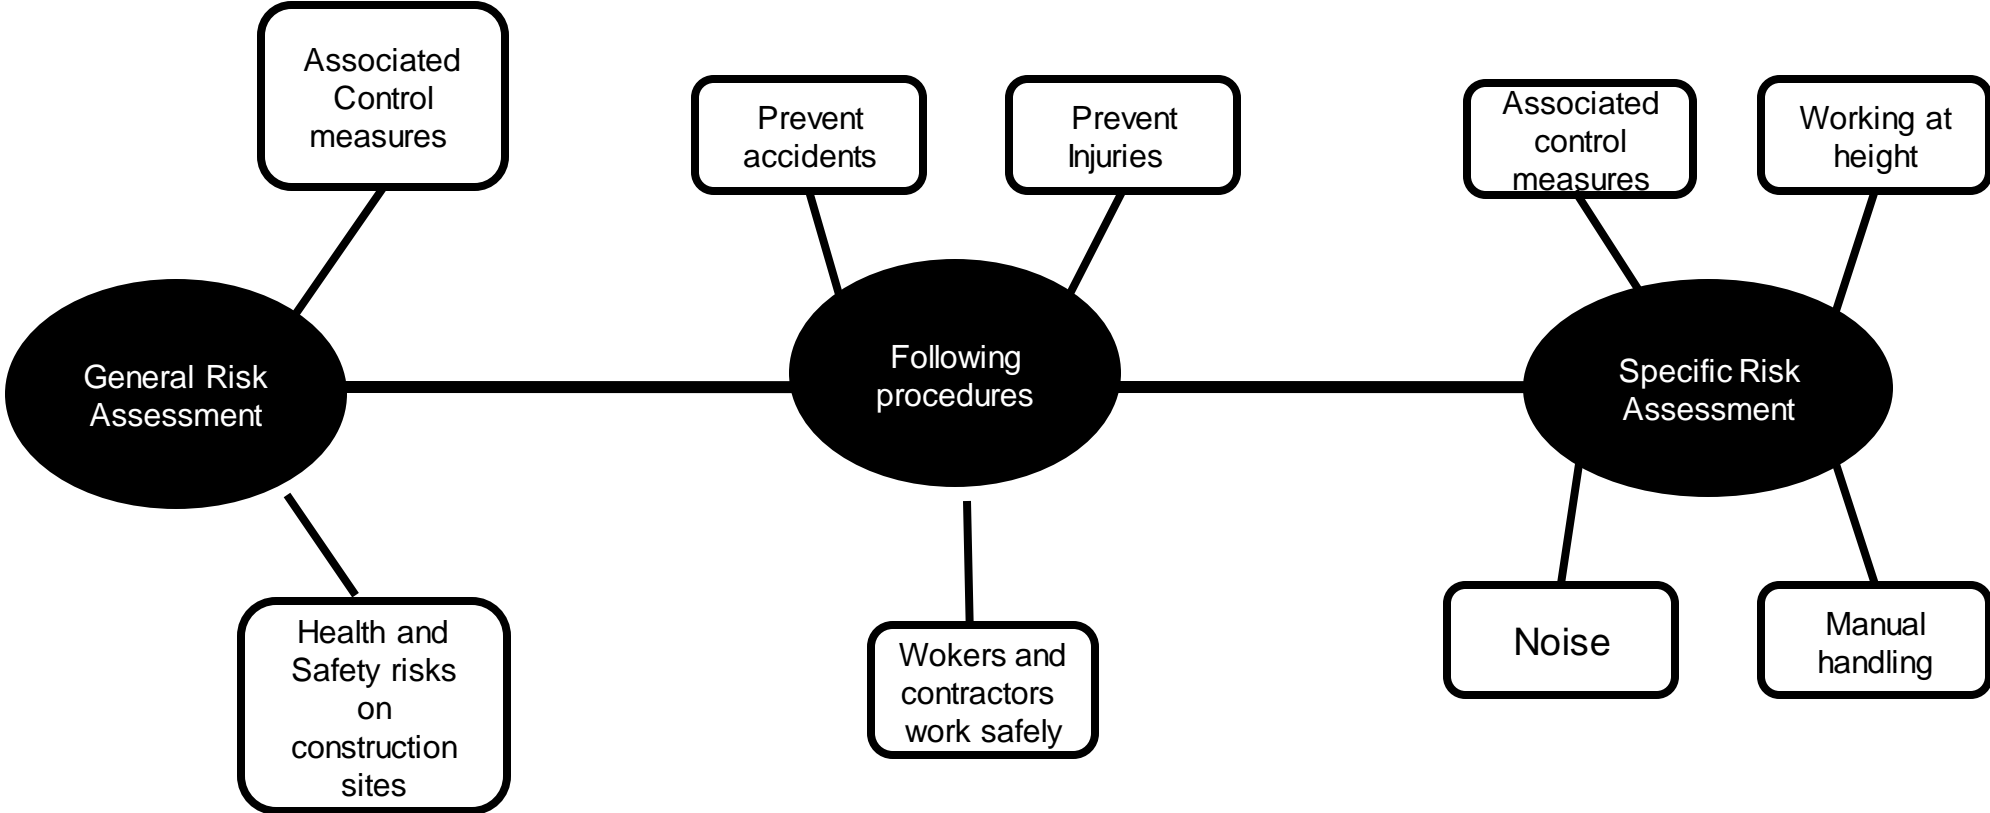 Associated
Control
measures
General Risk
Assessment
Health and
Safety risks
on
construction
sites
Prevent
accidents
Prevent
Injuries
Following
procedures
Wokers and
contractors
work safely
Associated
control
measures
Working at
height
Specific Risk
Assessment
Noise
Manual
handling